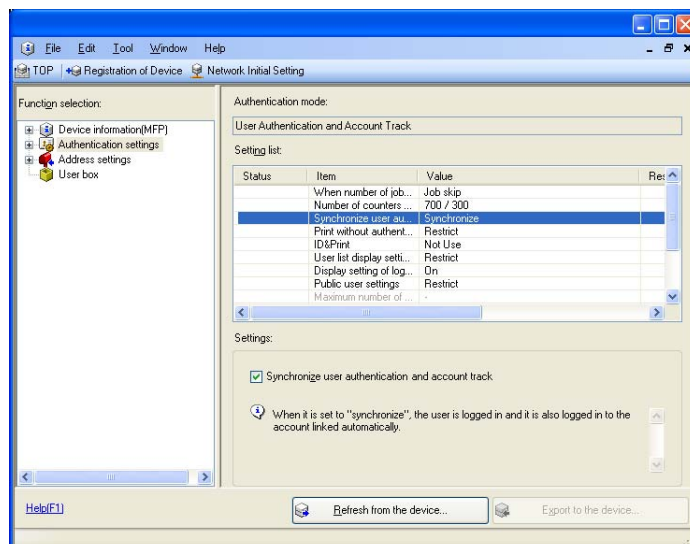 File Edit Tool Window Help
TOP Registration of Device Network Initial Setting
Function selection:
Device information(MFP)
Authentication settings
Address settings
User box
Authentication mode:
User Authentication and Account Track
Setting list:
Status Item Value Res
When number of job... Job skip
Number of counters ... 700 / 300
Synchronize user au... Synchronize
Print without authent... Restrict
ID&Print Not Use
User list display setti... Restrict
Display setting of log... On
Public user settings Restrict
Maximum number of ... -
Settings:
Synchronize user authentication and account track
When it is set to "synchronize", the user is logged in and it is also logged in to the
account linked automatically.
Help(F1) Refresh from the device... Export to the device...